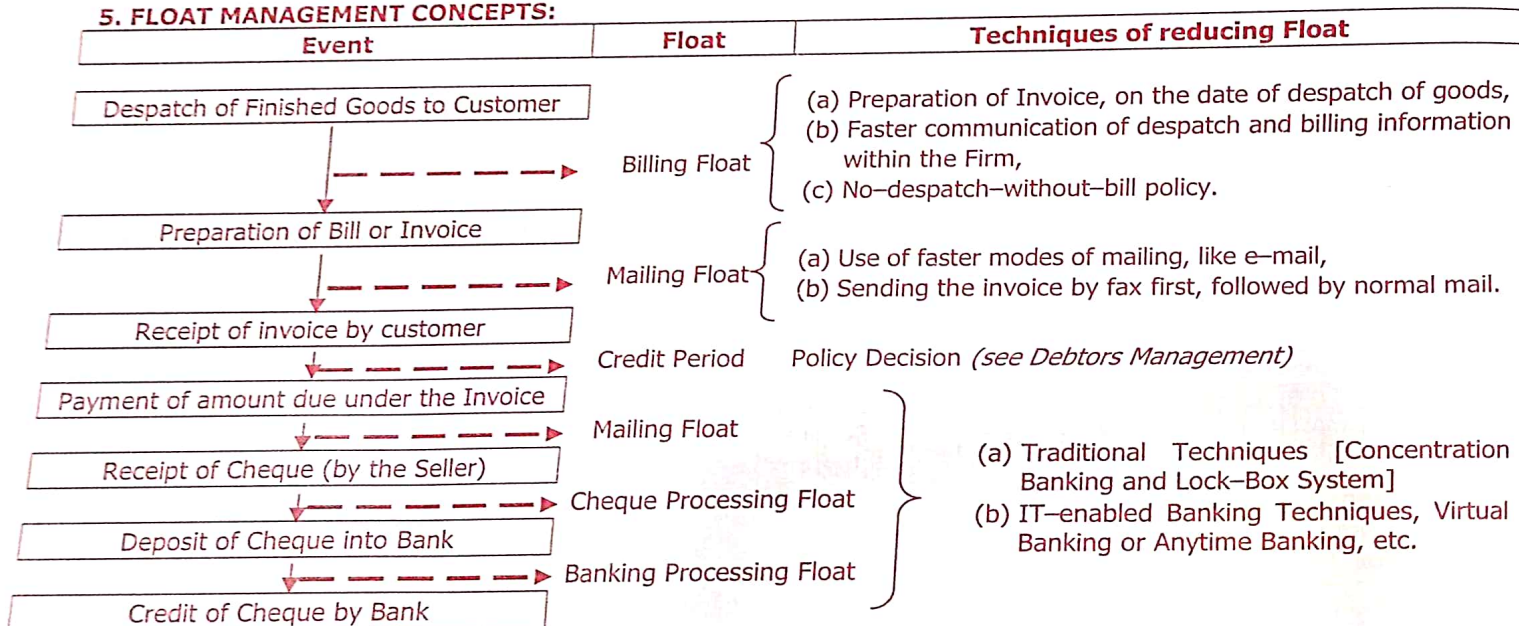 5. FLOAT MANAGEMENT CONCEPTS:
Event Float Techniques of reducing Float
Despatch of Finished Goods to Customer
Billing Float
(a) Preparation of Invoice, on the date of despatch of goods,
(b) Faster communication of despatch and billing information
within the Firm,
(c) No–despatch–without–bill policy.
Preparation of Bill or Invoice
Mailing Float
(a) Use of faster modes of mailing, like e–mail,
(b) Sending the invoice by fax first, followed by normal mail.
Receipt of invoice by customer
Credit Period Policy Decision (see Debtors Management)
Payment of amount due under the Invoice
Mailing Float
Receipt of Cheque (by the Seller)
Cheque Processing Float
Deposit of Cheque into Bank
Banking Processing Float
Credit of Cheque by Bank
(a) Traditional Techniques [Concentration
Banking and Lock–Box System]
(b) IT–enabled Banking Techniques, Virtual
Banking or Anytime Banking, etc.